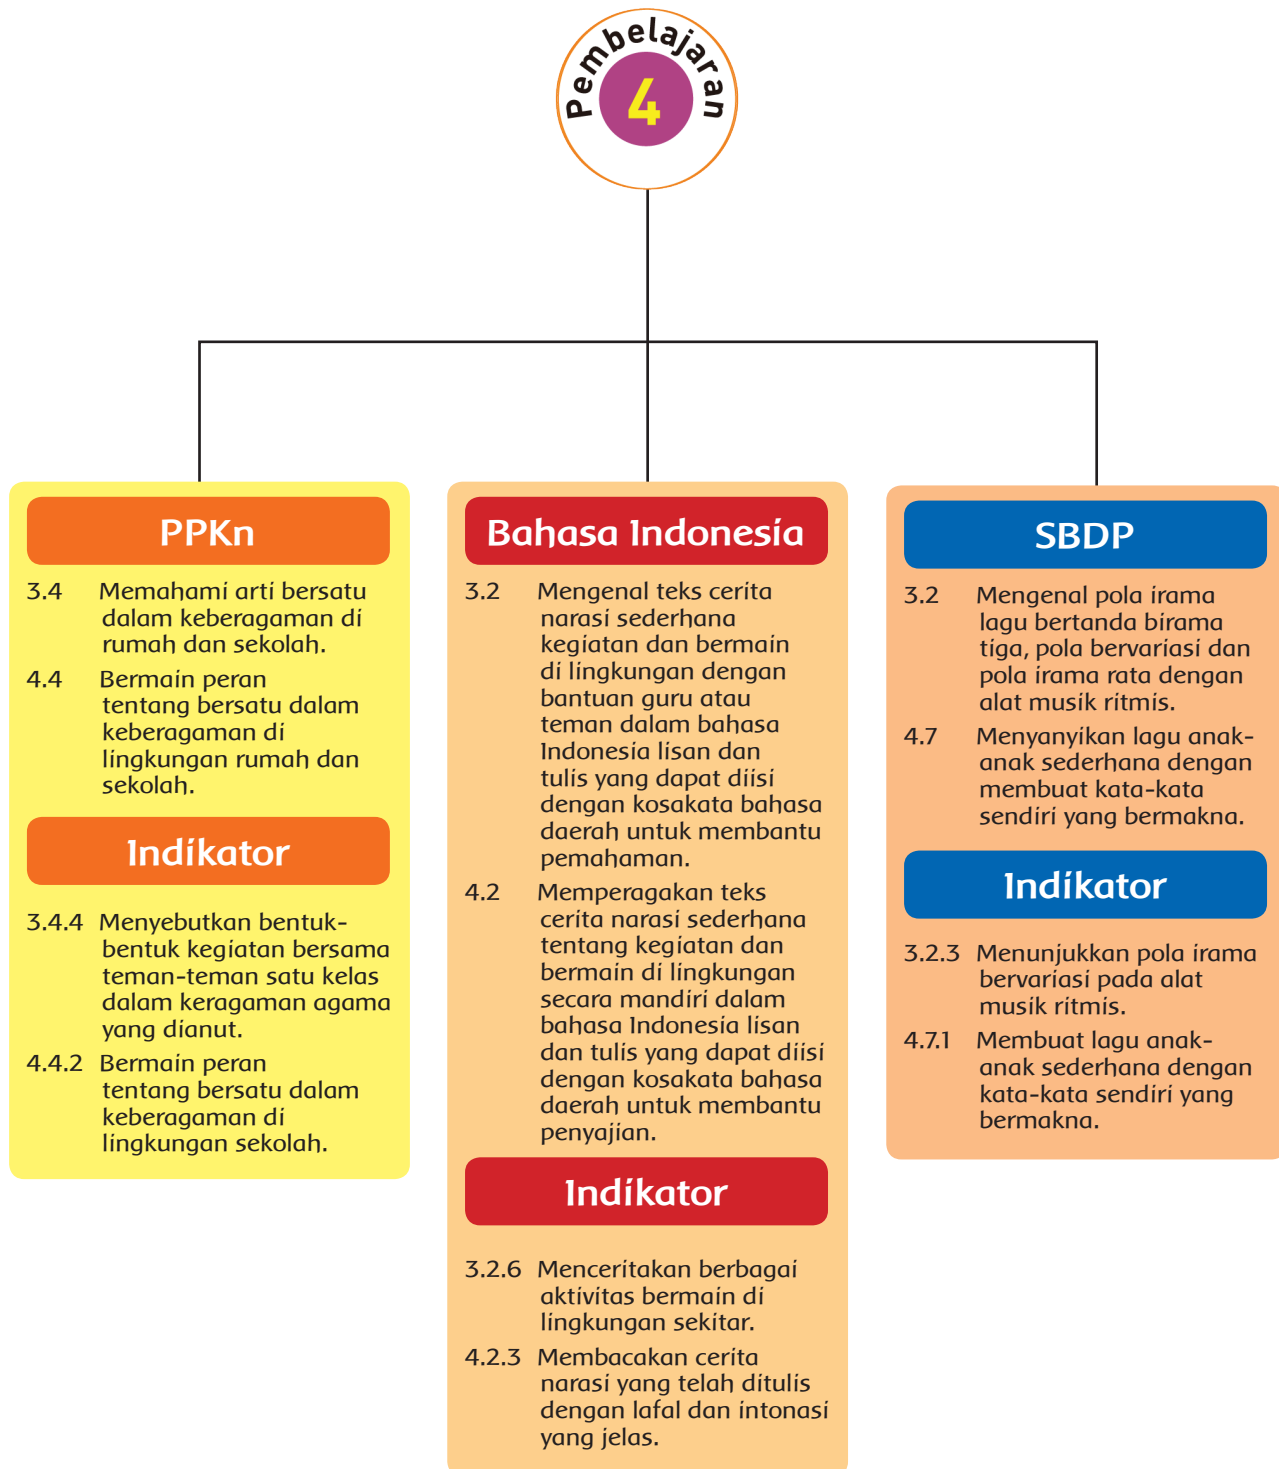 Pembelajaran
4
PPKn
3.4 Memahami arti bersatu
dalam keberagaman di
rumah dan sekolah.
4.4 Bermain peran
tentang bersatu dalam
keberagaman di
lingkungan rumah dan
sekolah.
Indikator
3.4.4 Menyebutkan bentuk-
bentuk kegiatan bersama
teman-teman satu kelas
dalam keragaman agama
yang dianut.
4.4.2 Bermain peran
tentang bersatu dalam
keberagaman di
lingkungan sekolah.
Bahasa Indonesia
3.2 Mengenal teks cerita
narasi sederhana
kegiatan dan bermain
di lingkungan dengan
bantuan guru atau
teman dalam bahasa
Indonesia lisan dan
tulis yang dapat diisi
dengan kosakata bahasa
daerah untuk membantu
pemahaman.
4.2 Memperagakan teks
cerita narasi sederhana
tentang kegiatan dan
bermain di lingkungan
secara mandiri dalam
bahasa Indonesia lisan
dan tulis yang dapat diisi
dengan kosakata bahasa
daerah untuk membantu
penyajian.
Indikator
3.2.6 Menceritakan berbagai
aktivitas bermain di
lingkungan sekitar.
4.2.3 Membacakan cerita
narasi yang telah ditulis
dengan lafal dan intonasi
yang jelas.
SBDP
3.2 Mengenal pola irama
lagu bertanda birama
tiga, pola bervariasi dan
pola irama rata dengan
alat musik ritmis.
4.7 Menyanyikan lagu anak-
anak sederhana dengan
membuat kata-kata
sendiri yang bermakna.
Indikator
3.2.3 Menunjukkan pola irama
bervariasi pada alat
musik ritmis.
4.7.1 Membuat lagu anak-
anak sederhana dengan
kata-kata sendiri yang
bermakna.